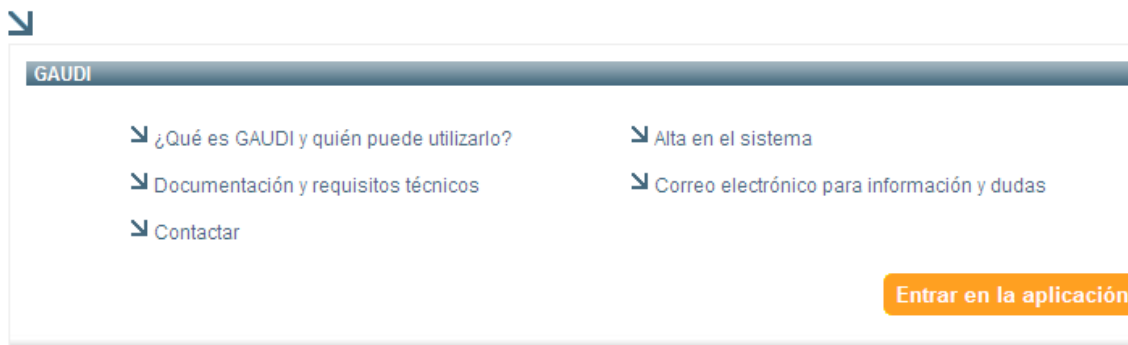 GAUDI
¿Qué es GAUDI y quién puede utilizarlo?
Alta en el sistema
Documentación y requisitos técnicos
Correo electrónico para información y dudas
Contactar
Entrar en la aplicación